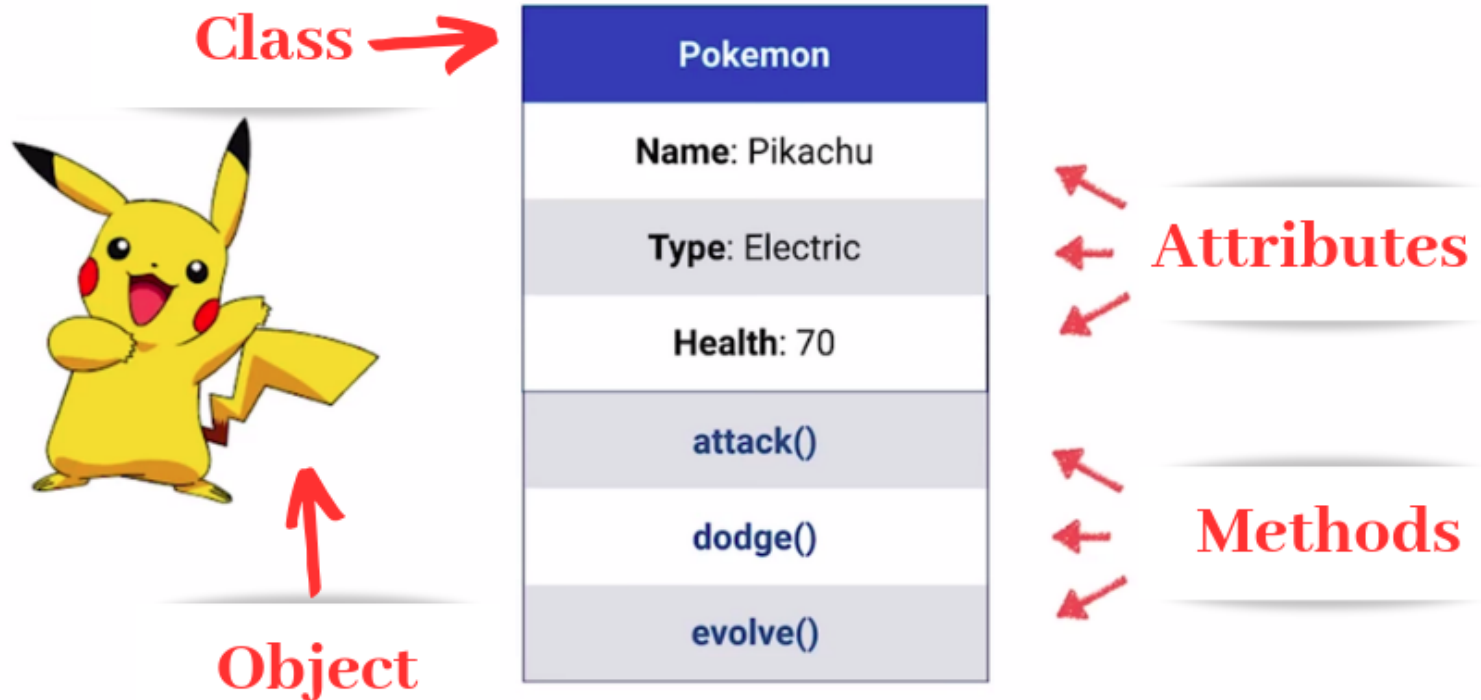 Class
Pokemon
Name: Pikachu
Type: Electric
Health: 70
Attributes
attack()
dodge()
evolve()
Methods
Object